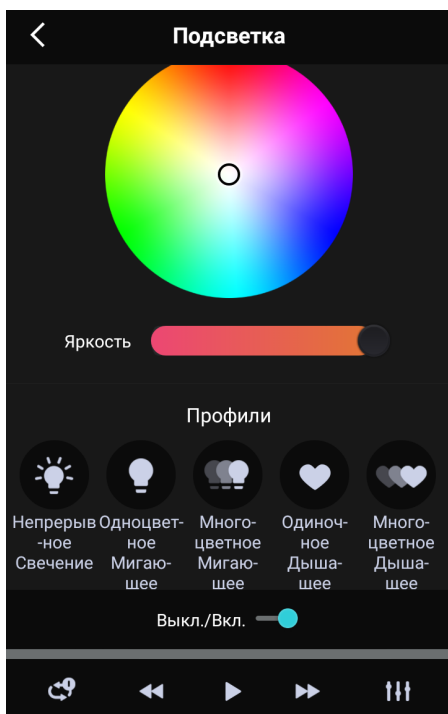 Подсветка
Яркость
Профили
Непрерыв
-ное
Свечение
Одноцвет-
ное
Мигаю-
щее
Много-
цветное
Мигаю-
щее
Одиноч-
ное
Дыша-
щее
Много-
цветное
Дыша-
щее
Выкл./Вкл.